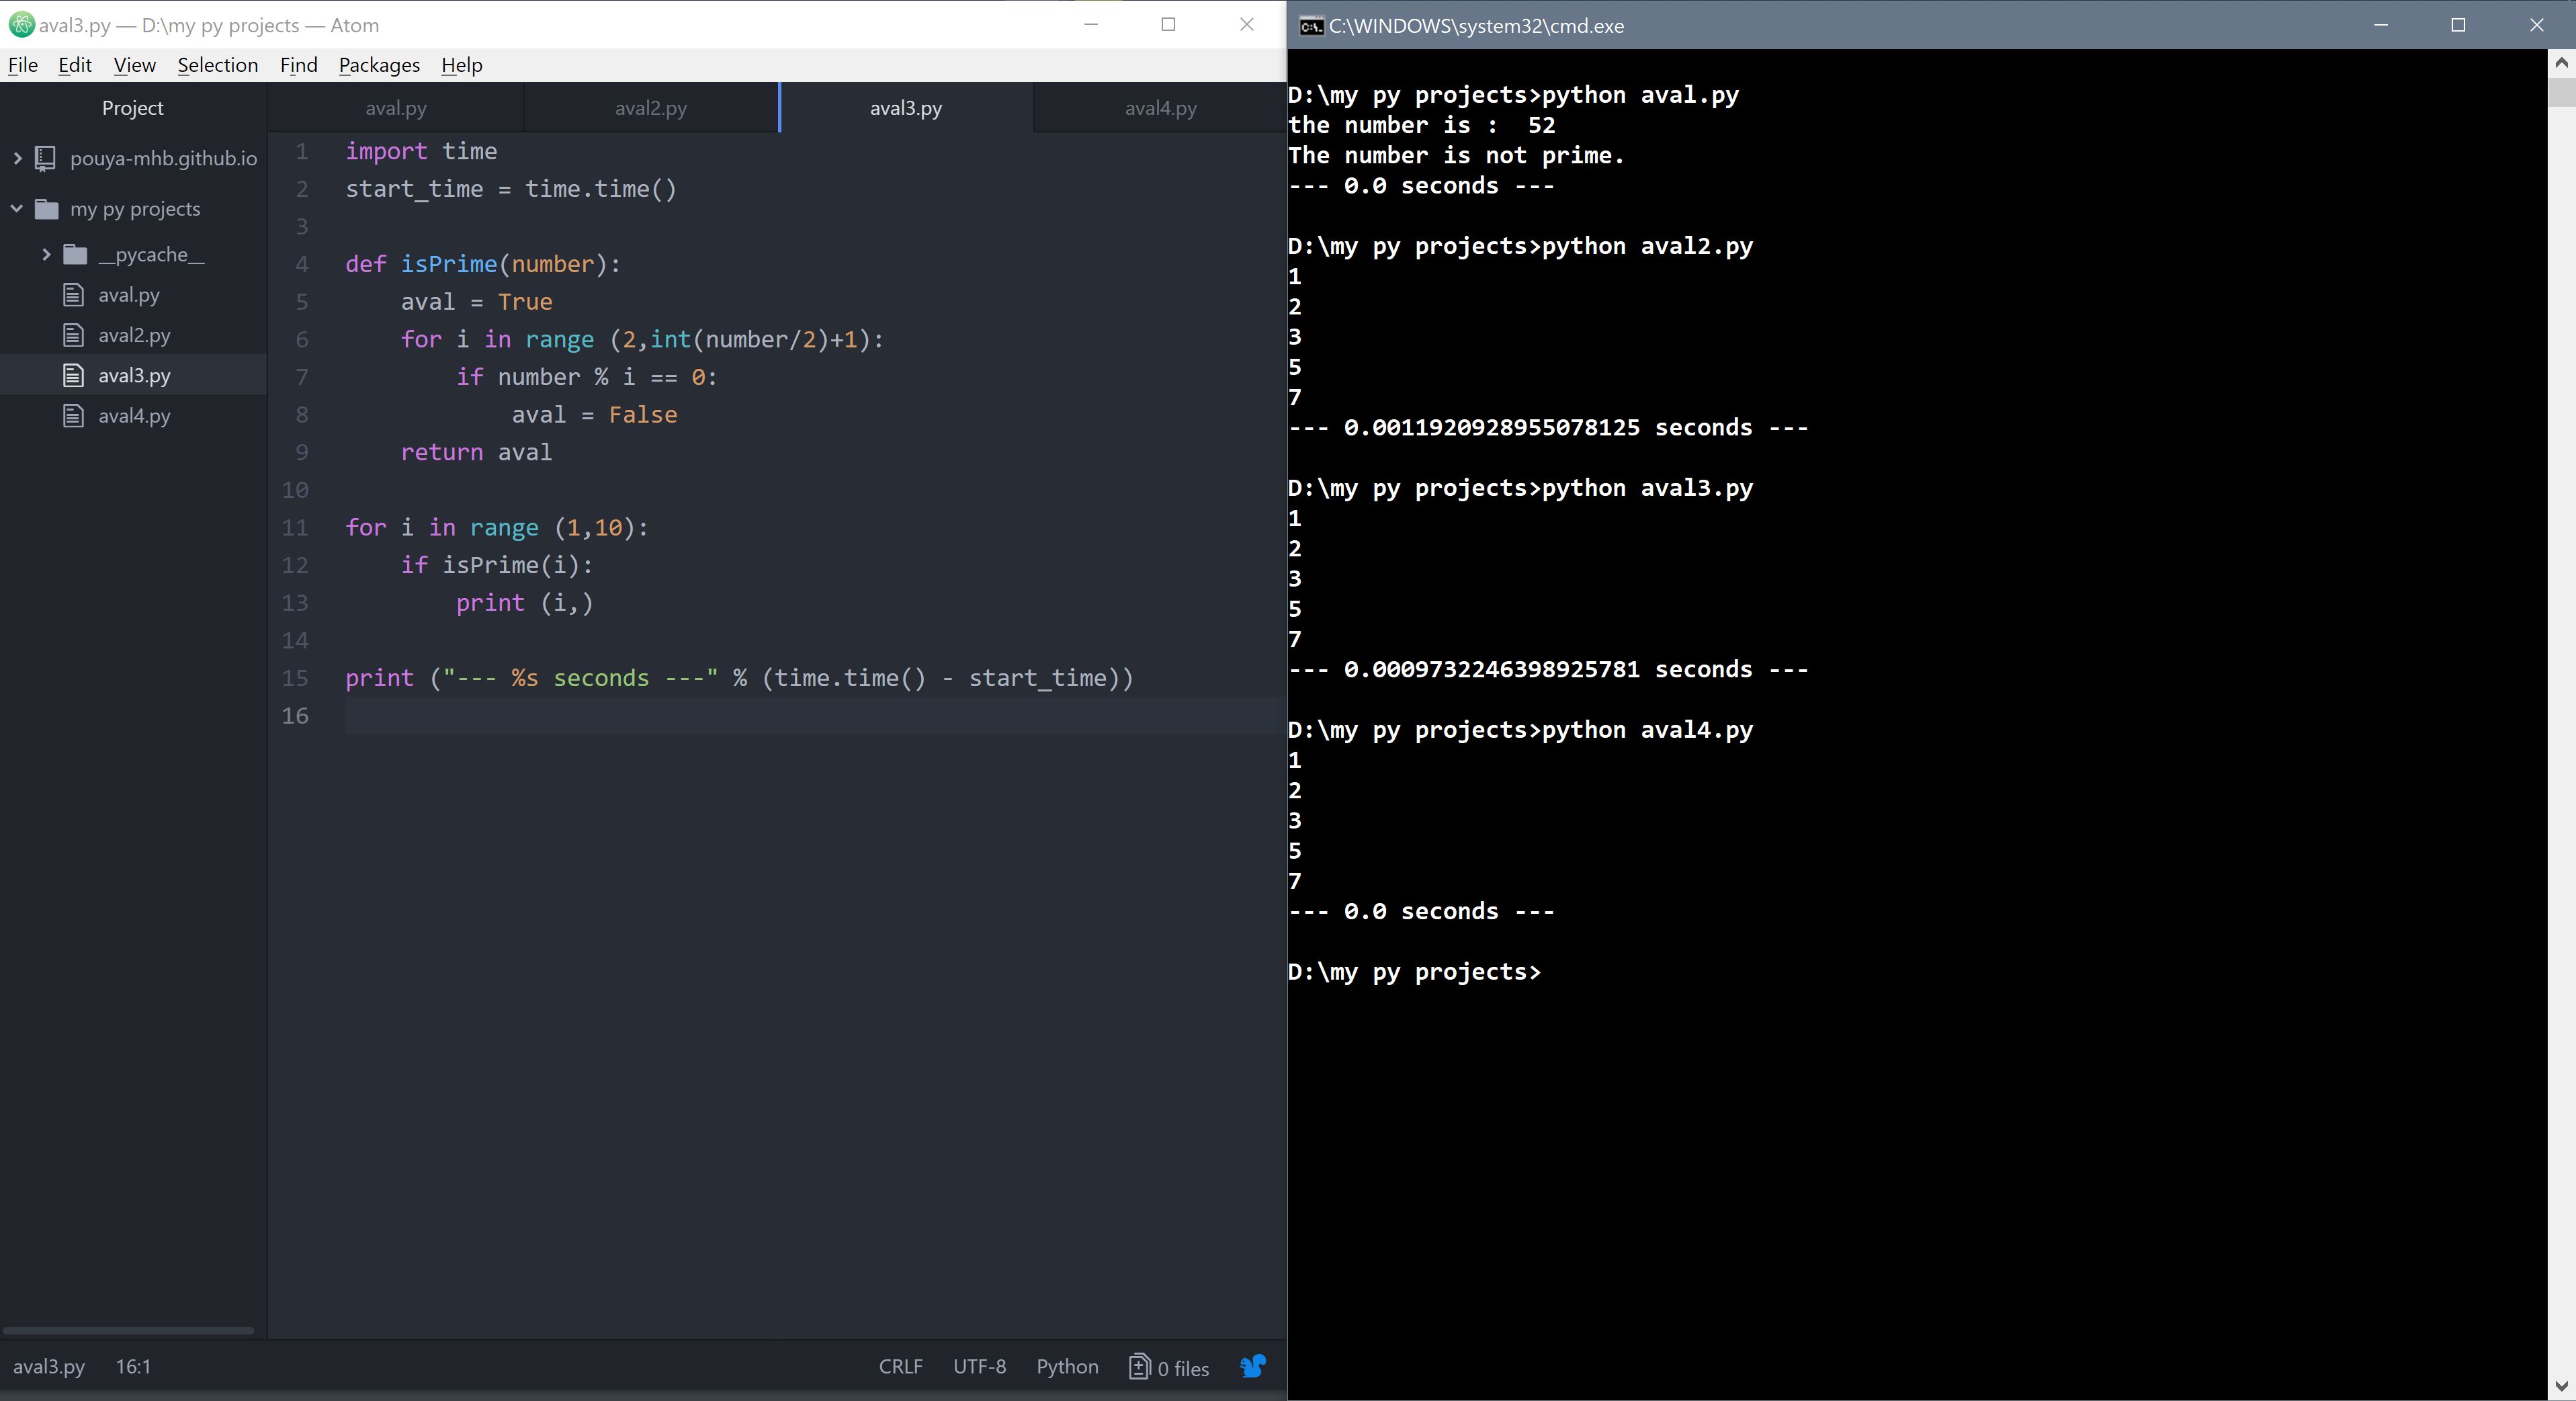 aval3.py — D:\my py projects — Atom
File Edit View Selection Find Packages Help
Project
pouya-mhb.github.io
my py projects
__pycache__
aval.py
aval2.py
aval3.py
aval4.py
aval.py aval2.py aval3.py aval4.py
1 import time
2 start_time = time.time()
3
4 def isPrime(number):
5     aval = True
6     for i in range (2,int(number/2)+1):
7         if number % i == 0:
8             aval = False
9     return aval
10
11 for i in range (1,10):
12     if isPrime(i):
13         print (i,)
14
15 print ("--- %s seconds ---" % (time.time() - start_time))
16
aval3.py 16:1 CRLF UTF-8 Python 0 files
C:\WINDOWS\system32\cmd.exe
D:\my py projects>python aval.py
the number is :  52
The number is not prime.
--- 0.0 seconds ---
D:\my py projects>python aval2.py
1
2
3
5
7
--- 0.0011920928955078125 seconds ---
D:\my py projects>python aval3.py
1
2
3
5
7
--- 0.0009732246398925781 seconds ---
D:\my py projects>python aval4.py
1
2
3
5
7
--- 0.0 seconds ---
D:\my py projects>